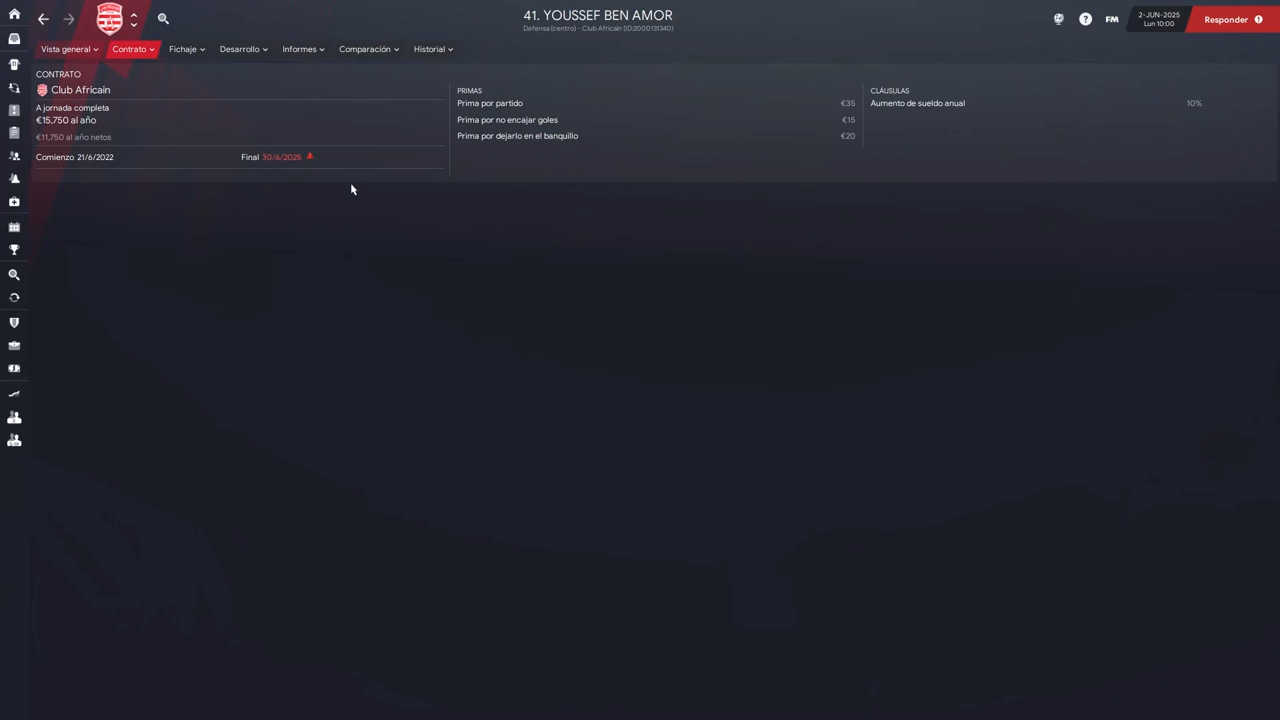 41. YOUSSEF BEN AMOR
Defensa (centro) - Club Africain (ID:2000131340)
FM
2-JUN-2025
Lun 10:00
Responder
Vista general
Contrato
Fichaje
Desarrollo
Informes
Comparación
Historial
CONTRATO
Club Africain
A jornada completa
€15,750 al año
€11,750 al año netos
Comienzo 21/6/2022
Final 30/6/2025
PRIMAS
Prima por partido €35
Prima por no encajar goles €15
Prima por dejarlo en el banquillo €20
CLÁUSULAS
Aumento de sueldo anual 10%